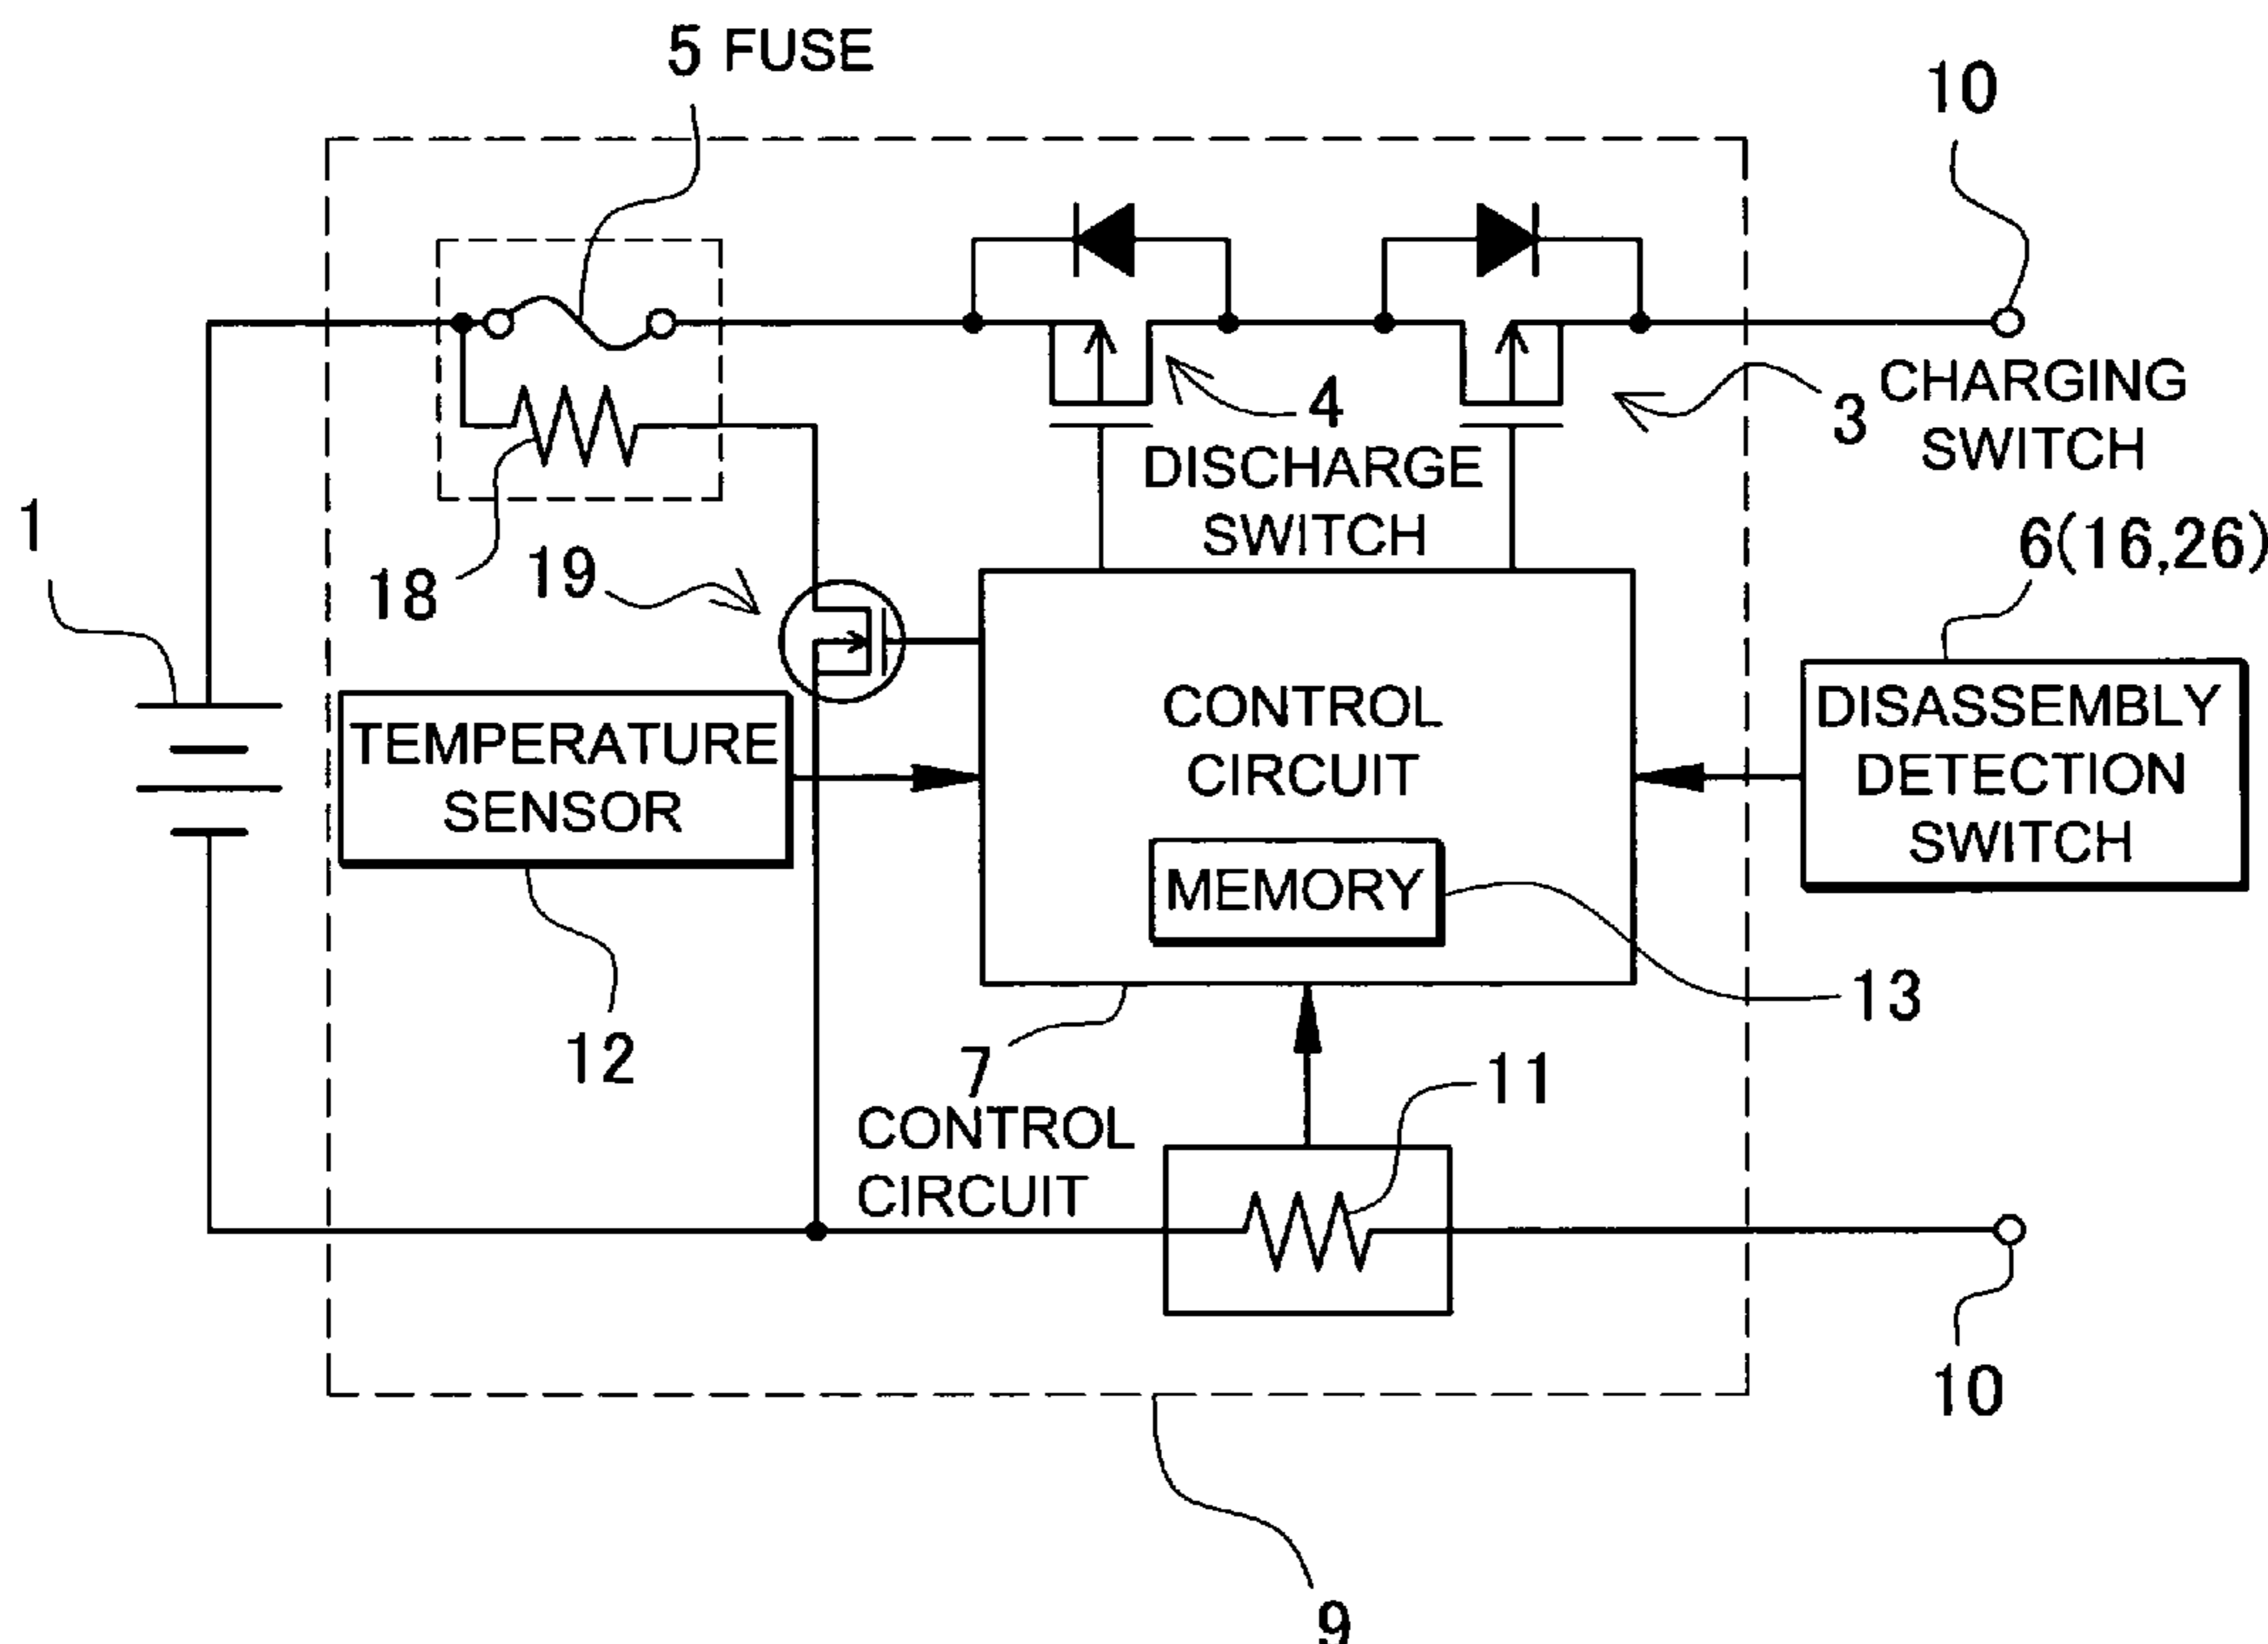 5 FUSE
10
4
DISCHARGE
SWITCH
3
CHARGING
SWITCH
1
18
19
6(16,26)
TEMPERATURE
SENSOR
CONTROL
CIRCUIT
MEMORY
DISASSEMBLY
DETECTION
SWITCH
12
13
7
CONTROL
CIRCUIT
11
10
9